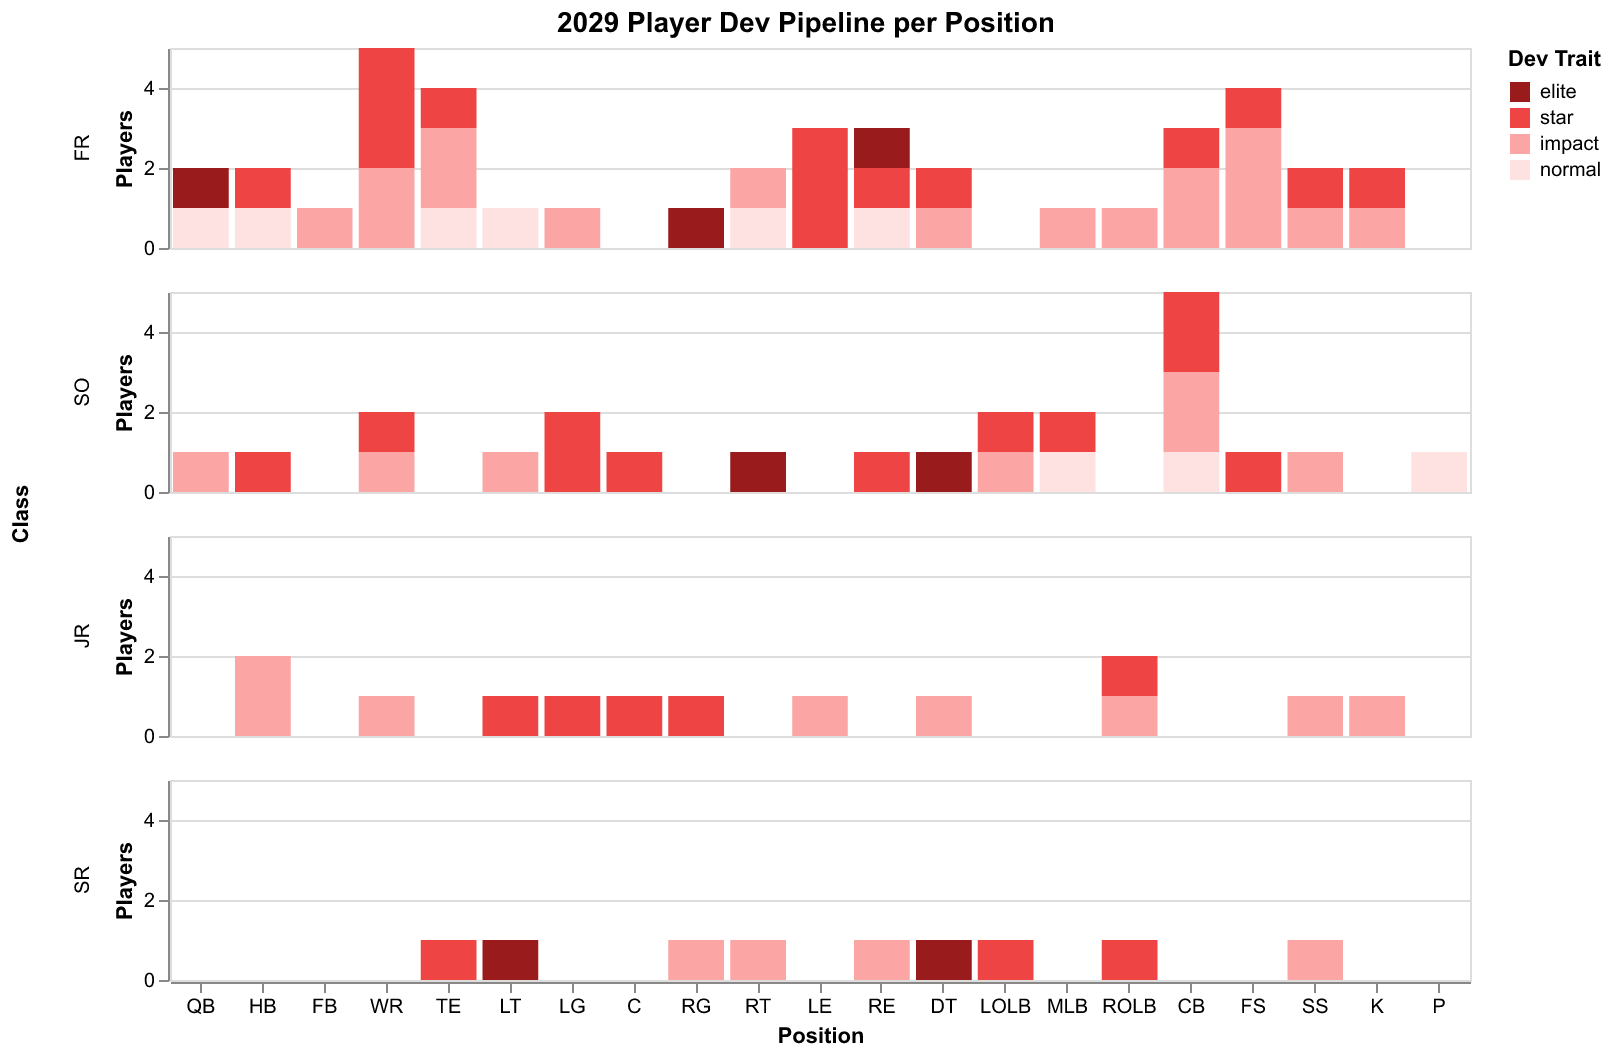 2029 Player Dev Pipeline per Position
Dev Trait
elite
star
impact
normal
Class
FR
Players
4
2
0
SO
Players
4
2
0
JR
Players
4
2
0
SR
Players
4
2
0
QB HB FB WR TE LT LG C RG RT LE RE DT LOLB MLB ROLB CB FS SS K P
Position